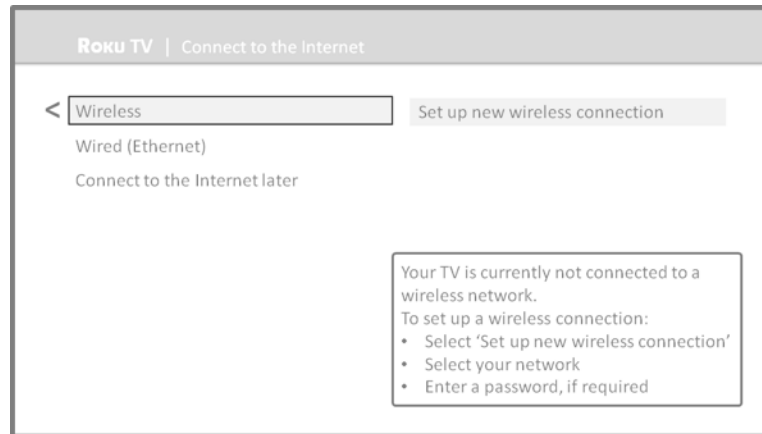 ROKU TV | Connect to the Internet
< Wireless
Set up new wireless connection
Wired (Ethernet)
Connect to the Internet later
Your TV is currently not connected to a
wireless network.
To set up a wireless connection:
• Select ‘Set up new wireless connection’
• Select your network
• Enter a password, if required